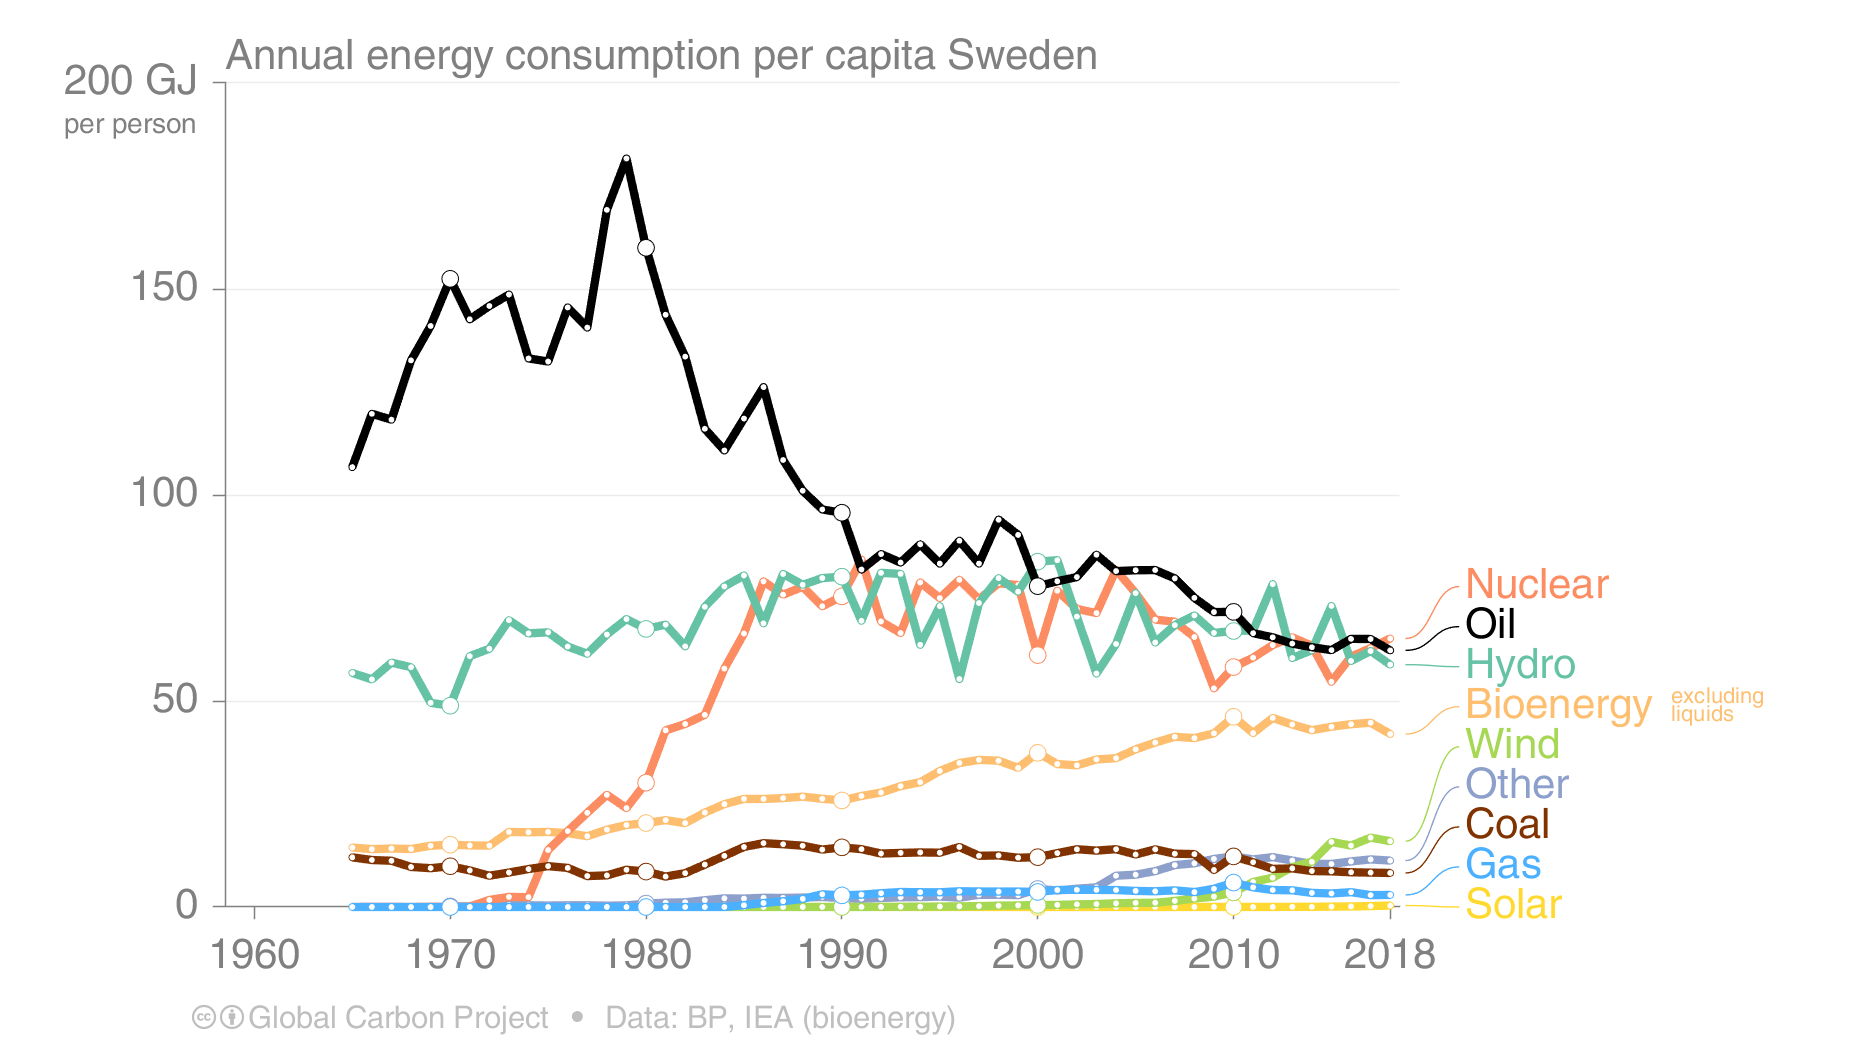 Annual energy consumption per capita Sweden
200 GJ
per person
150
100
50
0
1960 1970 1980 1990 2000 2010 2018
Nuclear
Oil
Hydro
Bioenergy excluding liquids
Wind
Other
Coal
Gas
Solar
cc Global Carbon Project • Data: BP, IEA (bioenergy)